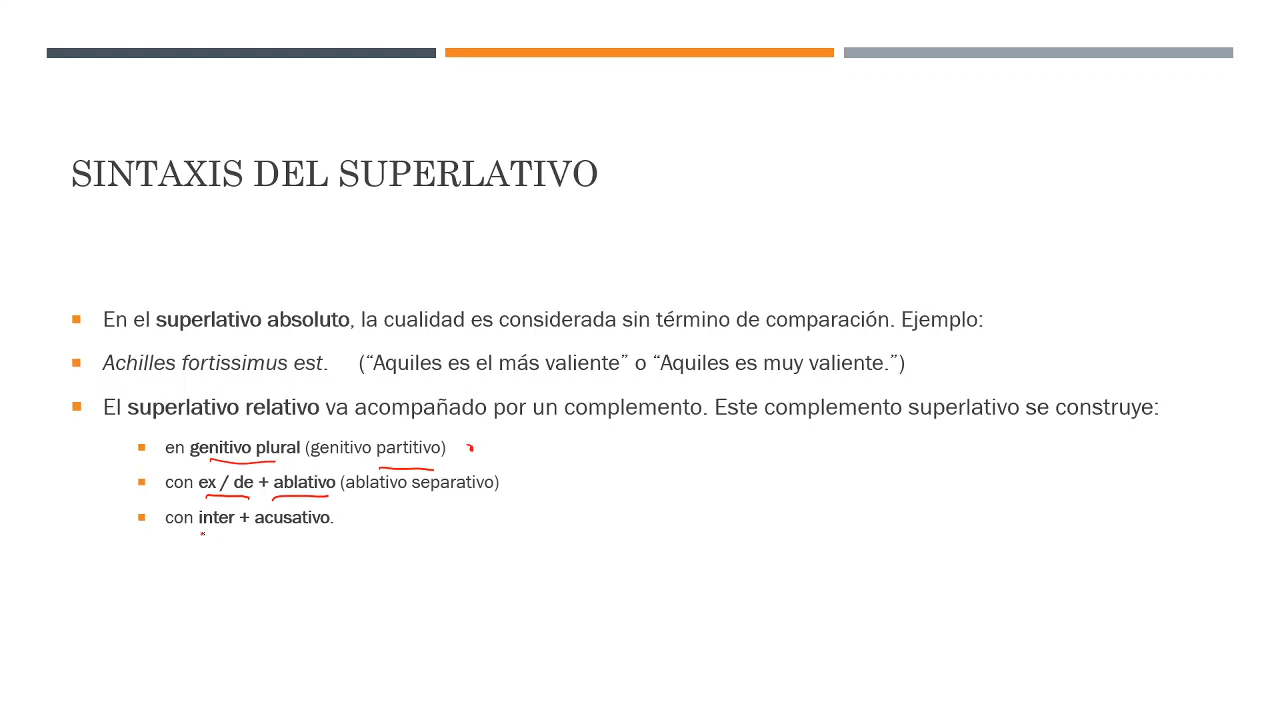 SINTAXIS DEL SUPERLATIVO
En el superlativo absoluto, la cualidad es considerada sin término de comparación. Ejemplo:
Achilles fortissimus est. (“Aquiles es el más valiente” o “Aquiles es muy valiente.”)
El superlativo relativo va acompañado por un complemento. Este complemento superlativo se construye:
en genitivo plural (genitivo partitivo)
con ex / de + ablativo (ablativo separativo)
con inter + acusativo.